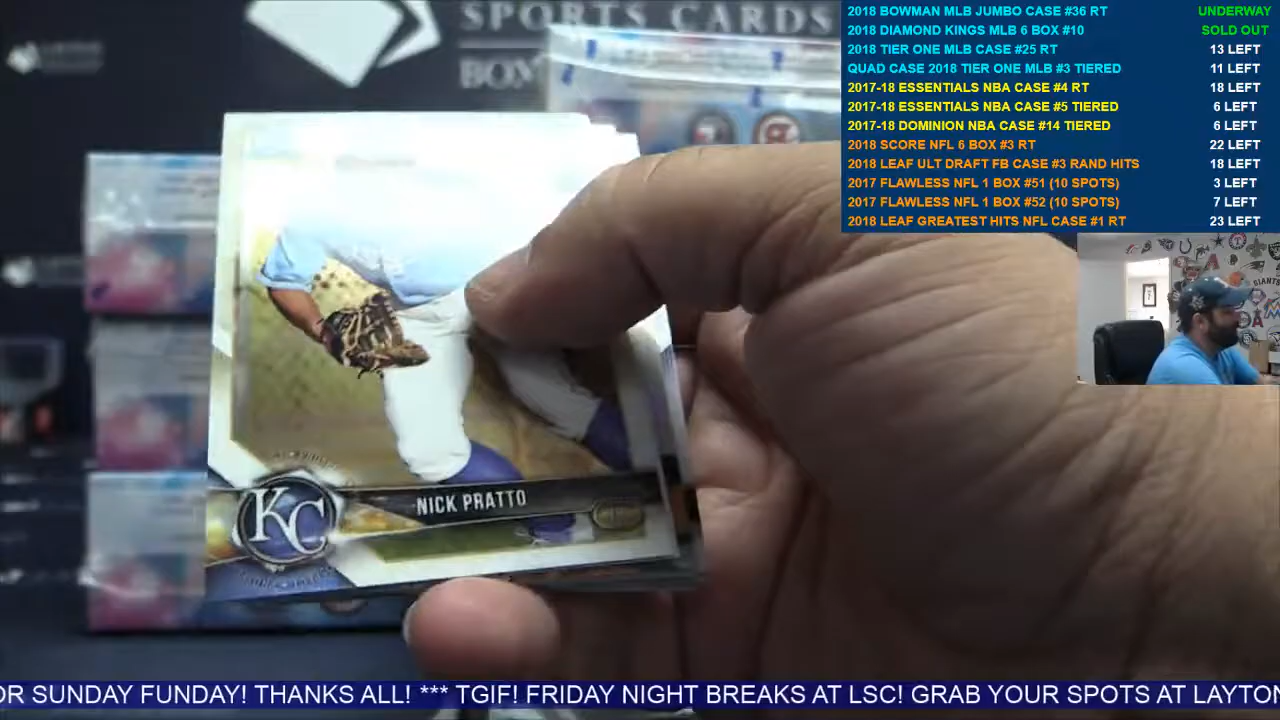 SPORTS CARDS
BOX
2018 BOWMAN MLB JUMBO CASE #36 RT UNDERWAY
2018 DIAMOND KINGS MLB 6 BOX #10 SOLD OUT
2018 TIER ONE MLB CASE #25 RT 13 LEFT
QUAD CASE 2018 TIER ONE MLB #3 TIERED 11 LEFT
2017-18 ESSENTIALS NBA CASE #4 RT 18 LEFT
2017-18 ESSENTIALS NBA CASE #5 TIERED 6 LEFT
2017-18 DOMINION NBA CASE #14 TIERED 6 LEFT
2018 SCORE NFL 6 BOX #3 RT 22 LEFT
2018 LEAF ULT DRAFT FB CASE #3 RAND HITS 18 LEFT
2017 FLAWLESS NFL 1 BOX #51 (10 SPOTS) 3 LEFT
2017 FLAWLESS NFL 1 BOX #52 (10 SPOTS) 7 LEFT
2018 LEAF GREATEST HITS NFL CASE #1 RT 23 LEFT
GIANTS
KC
NICK PRATTO
OR SUNDAY FUNDAY! THANKS ALL! *** TGIF! FRIDAY NIGHT BREAKS AT LSC! GRAB YOUR SPOTS AT LAYTON